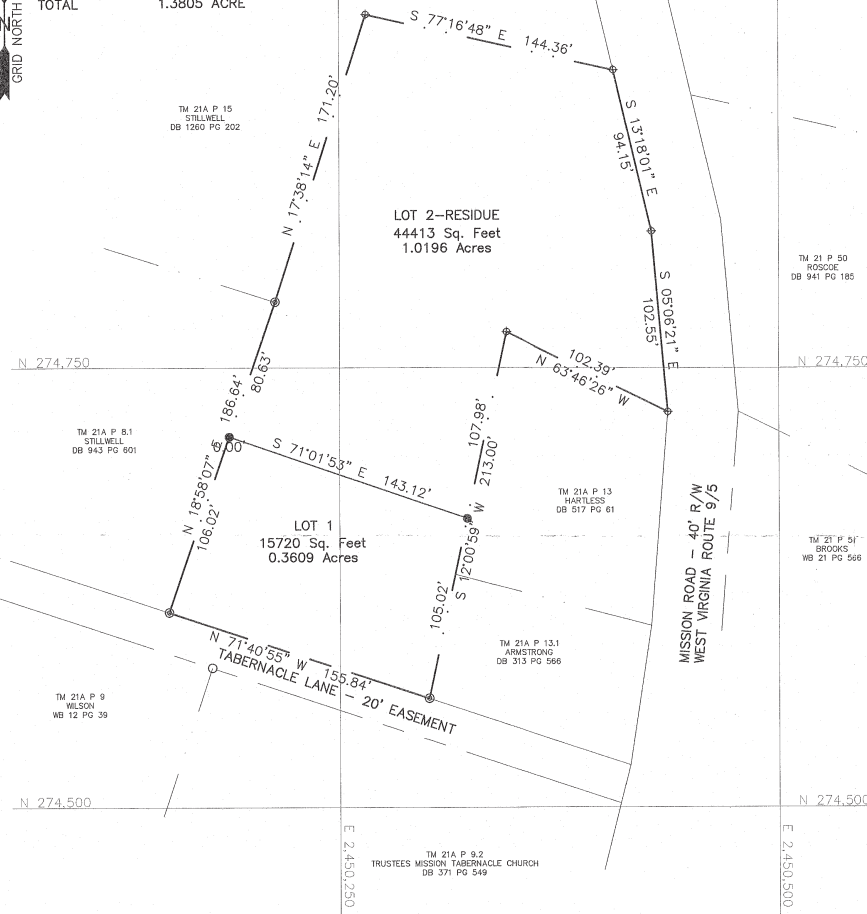 TOTAL 1.3805 ACRE
N
GRID NORTH
S 77°16'48" E 144.36'
TM 21A P 15
STILLWELL
DB 1260 PG 202
N 17°38'14" E 171.20'
S 13°18'01" E
94.15'
LOT 2-RESIDUE
44413 Sq. Feet
1.0196 Acres
TM 21 P 50
ROSCOE
DB 941 PG 185
S 05°06'21" E
102.55'
102.39'
N 63°46'26" W
N 274,750
N 274,750
186.64'
80.63'
0.00'
TM 21A P 8.1
STILLWELL
DB 943 PG 601
N 18°58'07" E
106.02'
S 71°01'53" E 143.12'
107.98'
213.00'
S 12°00'59" W
105.02'
TM 21A P 13
HARTLESS
DB 517 PG 61
LOT 1
15720 Sq. Feet
0.3609 Acres
MISSION ROAD - 40' R/W
WEST VIRGINIA ROUTE 9/5
TM 21 P 51
BROOKS
WB 21 PG 566
N 71°40'55" W 155.84'
TABERNACLE LANE - 20' EASEMENT
TM 21A P 13.1
ARMSTRONG
DB 313 PG 566
TM 21A P 9
WILSON
WB 12 PG 39
N 274,500
N 274,500
E 2,450,250
E 2,450,500
TM 21A P 9.2
TRUSTEES MISSION TABERNACLE CHURCH
DB 371 PG 549